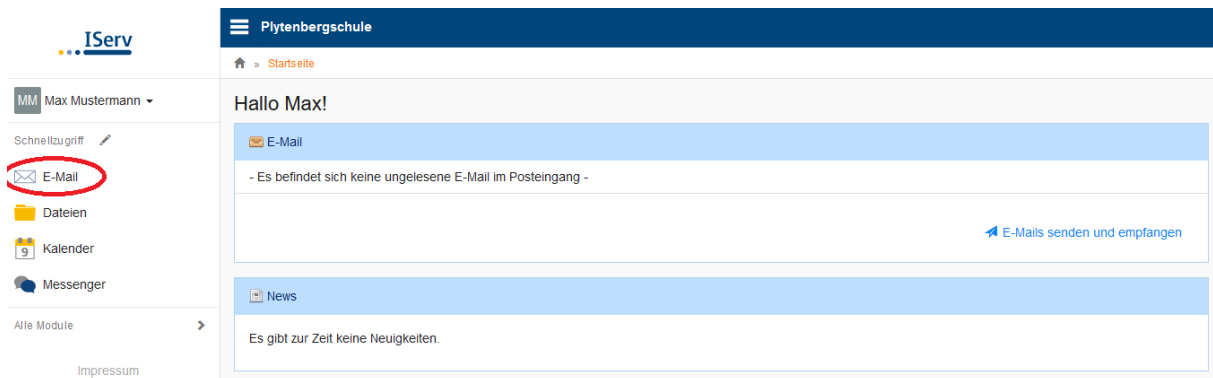 IServ
Plytenbergschule
» Startseite
MM Max Mustermann
Hallo Max!
Schnellzugriff
E-Mail
- Es befindet sich keine ungelesene E-Mail im Posteingang -
E-Mail
Dateien
E-Mails senden und empfangen
9 Kalender
Messenger
News
Alle Module
Es gibt zur Zeit keine Neuigkeiten.
Impressum